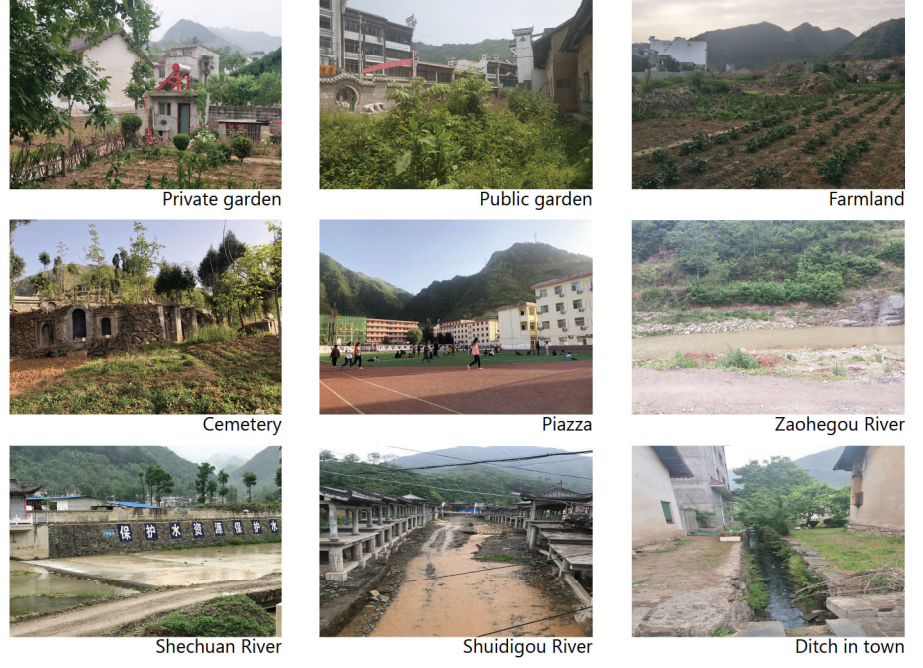 Private garden
Public garden
Farmland
Cemetery
Piazza
Zaohegou River
保护水资源保护水
Shechuan River
Shuidigou River
Ditch in town